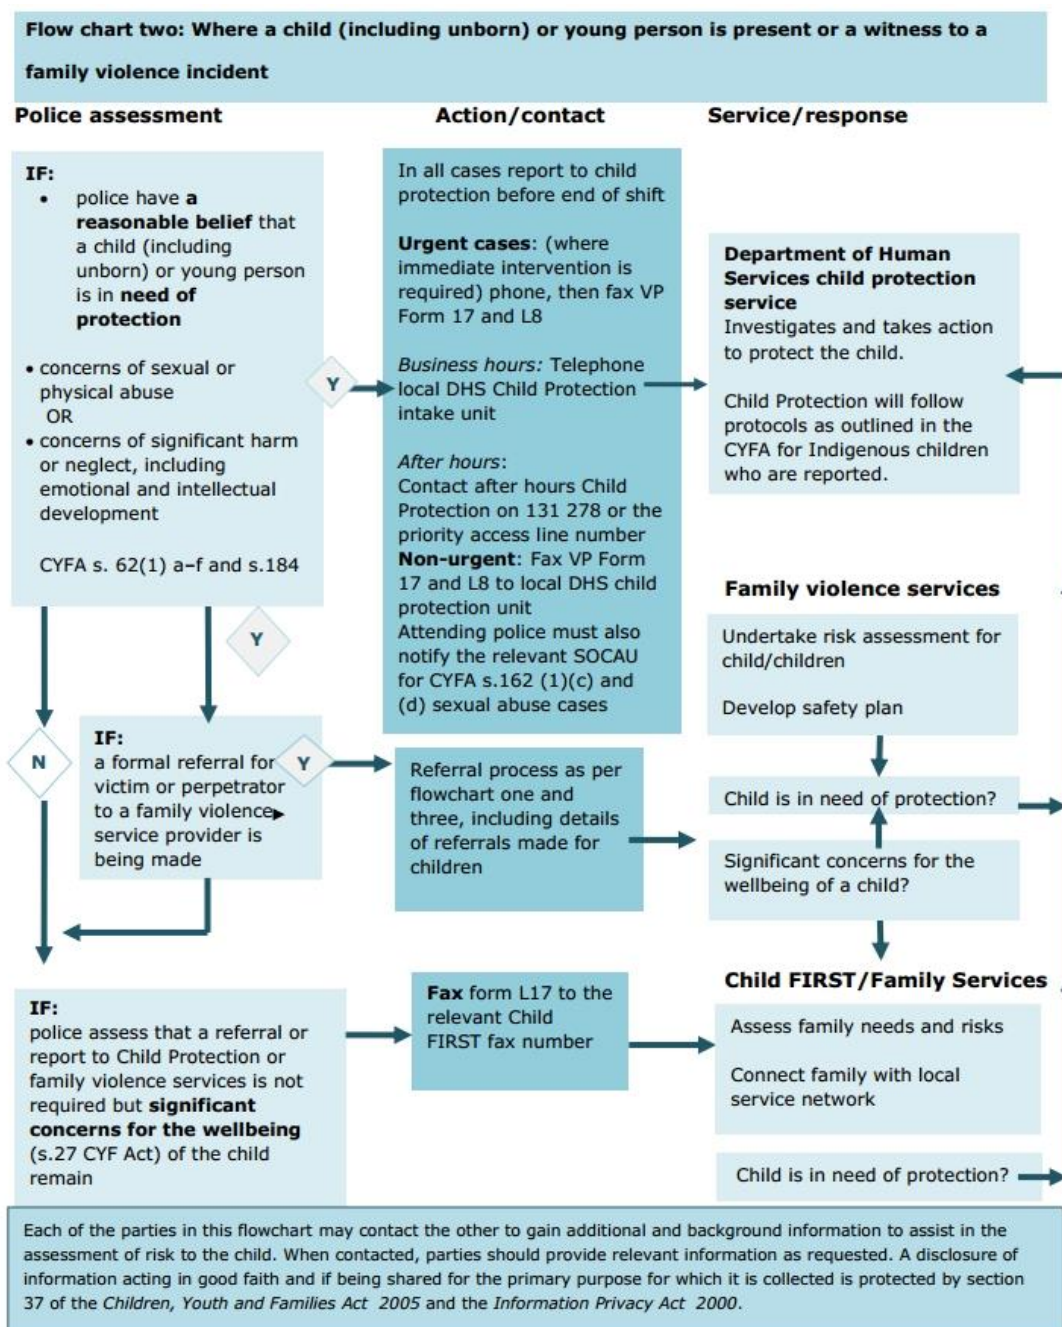 Flow chart two: Where a child (including unborn) or young person is present or a witness to a
family violence incident
Police assessment
Action/contact
Service/response
IF:
• police have a
reasonable belief that
a child (including
unborn) or young person
is in need of
protection
• concerns of sexual or
physical abuse
OR
• concerns of significant harm
or neglect, including
emotional and intellectual
development
CYFA s. 62(1) a–f and s.184
Y
In all cases report to child
protection before end of shift
Urgent cases: (where
immediate intervention is
required) phone, then fax VP
Form 17 and L8
Business hours: Telephone
local DHS Child Protection
intake unit
After hours:
Contact after hours Child
Protection on 131 278 or the
priority access line number
Non-urgent: Fax VP Form
17 and L8 to local DHS child
protection unit
Attending police must also
notify the relevant SOCAU
for CYFA s.162 (1)(c) and
(d) sexual abuse cases
Department of Human
Services child protection
service
Investigates and takes action
to protect the child.
Child Protection will follow
protocols as outlined in the
CYFA for Indigenous children
who are reported.
Y
N
IF:
a formal referral for
victim or perpetrator
to a family violence
service provider is
being made
Y
Referral process as per
flowchart one and
three, including details
of referrals made for
children
Family violence services
Undertake risk assessment for
child/children
Develop safety plan
Child is in need of protection?
Significant concerns for the
wellbeing of a child?
IF:
police assess that a referral or
report to Child Protection or
family violence services is not
required but significant
concerns for the wellbeing
(s.27 CYF Act) of the child
remain
Fax form L17 to the
relevant Child
FIRST fax number
Child FIRST/Family Services
Assess family needs and risks
Connect family with local
service network
Child is in need of protection?
Each of the parties in this flowchart may contact the other to gain additional and background information to assist in the
assessment of risk to the child. When contacted, parties should provide relevant information as requested. A disclosure of
information acting in good faith and if being shared for the primary purpose for which it is collected is protected by section
37 of the Children, Youth and Families Act 2005 and the Information Privacy Act 2000.